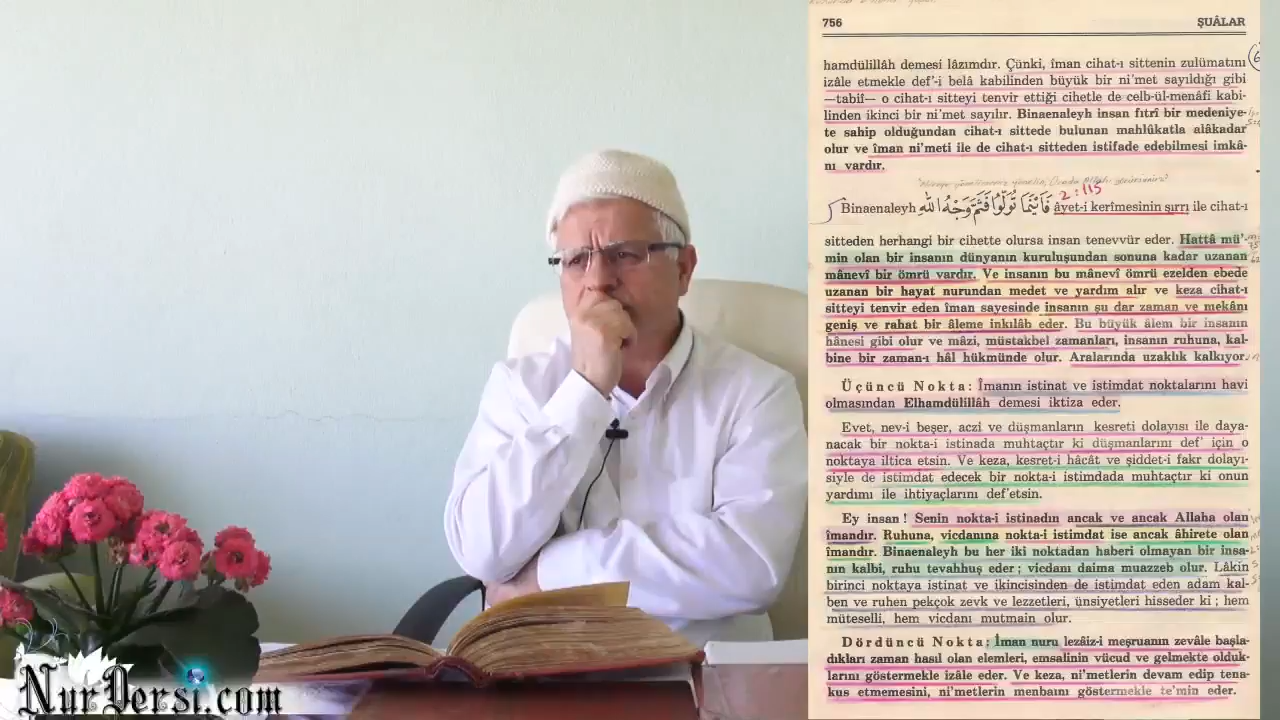 756
ŞUÂLAR
hamdülillâh demesi lâzımdır. Çünki, îman cihat-ı sittenin zulümatını
izâle etmekle def'-i belâ kabilinden büyük bir ni'met sayıldığı gibi
—tabiî— o cihat-ı sitteyi tenvir ettiği cihetle de celb-ül-menâfi kabi-
linden ikinci bir ni'met sayılır. Binaenaleyh insan fıtrî bir medeniye-
te sahip olduğundan cihat-ı sittede bulunan mahlûkatla alâkadar
olur ve îman ni'meti ile de cihat-ı sitteden istifade edebilmesi imkâ-
nı vardır.
2:115
Binaenaleyh فَاَيْنَمَا تُوَلُّوا فَثَمَّ وَجْهُ اللّٰهِ âyet-i kerîmesinin sırrı ile cihat-ı
sitteden herhangi bir cihette olursa insan tenevvür eder. Hattâ mü'-
min olan bir insanın dünyanın kuruluşundan sonuna kadar uzanan
mânevî bir ömrü vardır. Ve insanın bu mânevî ömrü ezelden ebede
uzanan bir hayat nurundan medet ve yardım alır ve keza cihat-ı
sitteyi tenvir eden îman sayesinde insanın şu dar zaman ve mekânı
geniş ve rahat bir âleme inkılâb eder. Bu büyük âlem bir insanın
hânesi gibi olur ve mâzi, müstakbel zamanları, insanın ruhuna, kal-
bine bir zaman-ı hâl hükmünde olur. Aralarında uzaklık kalkıyor.
Üçüncü Nokta: Îmanın istinat ve istimdat noktalarını havi
olmasından Elhamdülillâh demesi iktiza eder.
Evet, nev-i beşer, aczi ve düşmanların kesreti dolayısı ile daya-
nacak bir nokta-i istinada muhtaçtır ki düşmanlarını def' için o
noktaya iltica etsin. Ve keza, kesret-i hâcât ve şiddet-i fakr dolayı-
siyle de istimdat edecek bir nokta-i istimdada muhtaçtır ki onun
yardımı ile ihtiyaçlarını def'etsin.
Ey insan! Senin nokta-i istinadın ancak ve ancak Allaha olan
îmandır. Ruhuna, vicdanına nokta-i istimdat ise ancak âhirete olan
îmandır. Binaenaleyh bu her iki noktadan haberi olmayan bir insa-
nın kalbi, ruhu tevahhuş eder; vicdanı daima muazzeb olur. Lâkin
birinci noktaya istinat ve ikincisinden de istimdat eden adam kal-
ben ve ruhen pekçok zevk ve lezzetleri, ünsiyetleri hisseder ki; hem
müteselli, hem vicdanı mutmain olur.
Dördüncü Nokta: Îman nuru lezâiz-i meşruanın zevâle başla-
dıkları zaman hasıl olan elemleri, emsalinin vücud ve gelmekte olduk-
larını göstermekle izâle eder. Ve keza, ni'metlerin devam edip tena-
kus etmemesini, ni'metlerin menbaını göstermekle te'min eder.
NurDersi.com